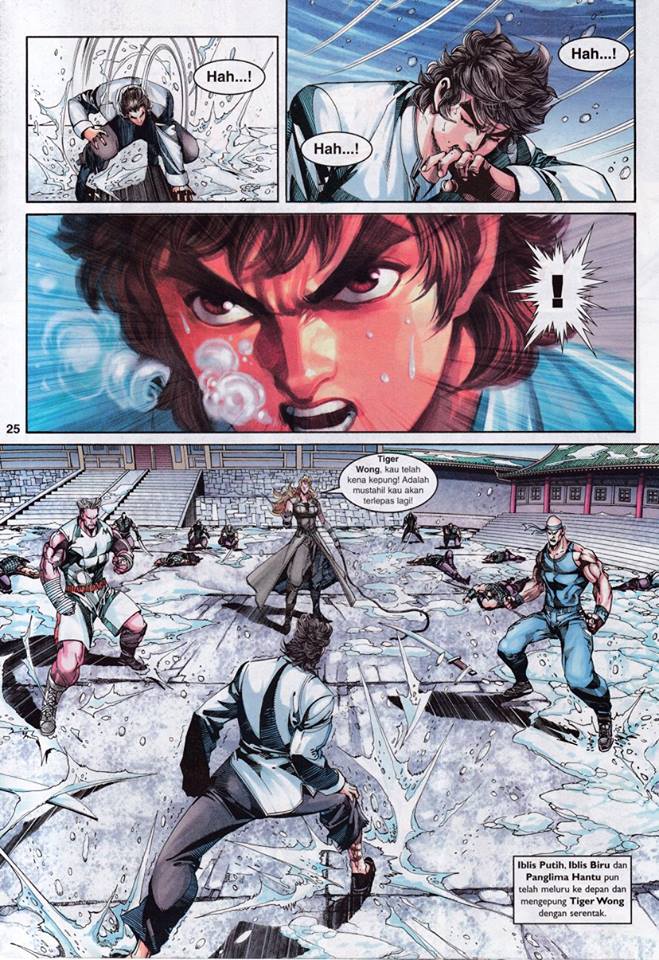 Hah...!
Hah...!
Hah...!
!
25
Tiger
Wong, kau telah
kena kepung! Adalah
mustahil kau akan
terlepas lagi!
Iblis Putih, Iblis Biru dan
Panglima Hantu pun
telah meluru ke depan dan
mengepung Tiger Wong
dengan serentak.